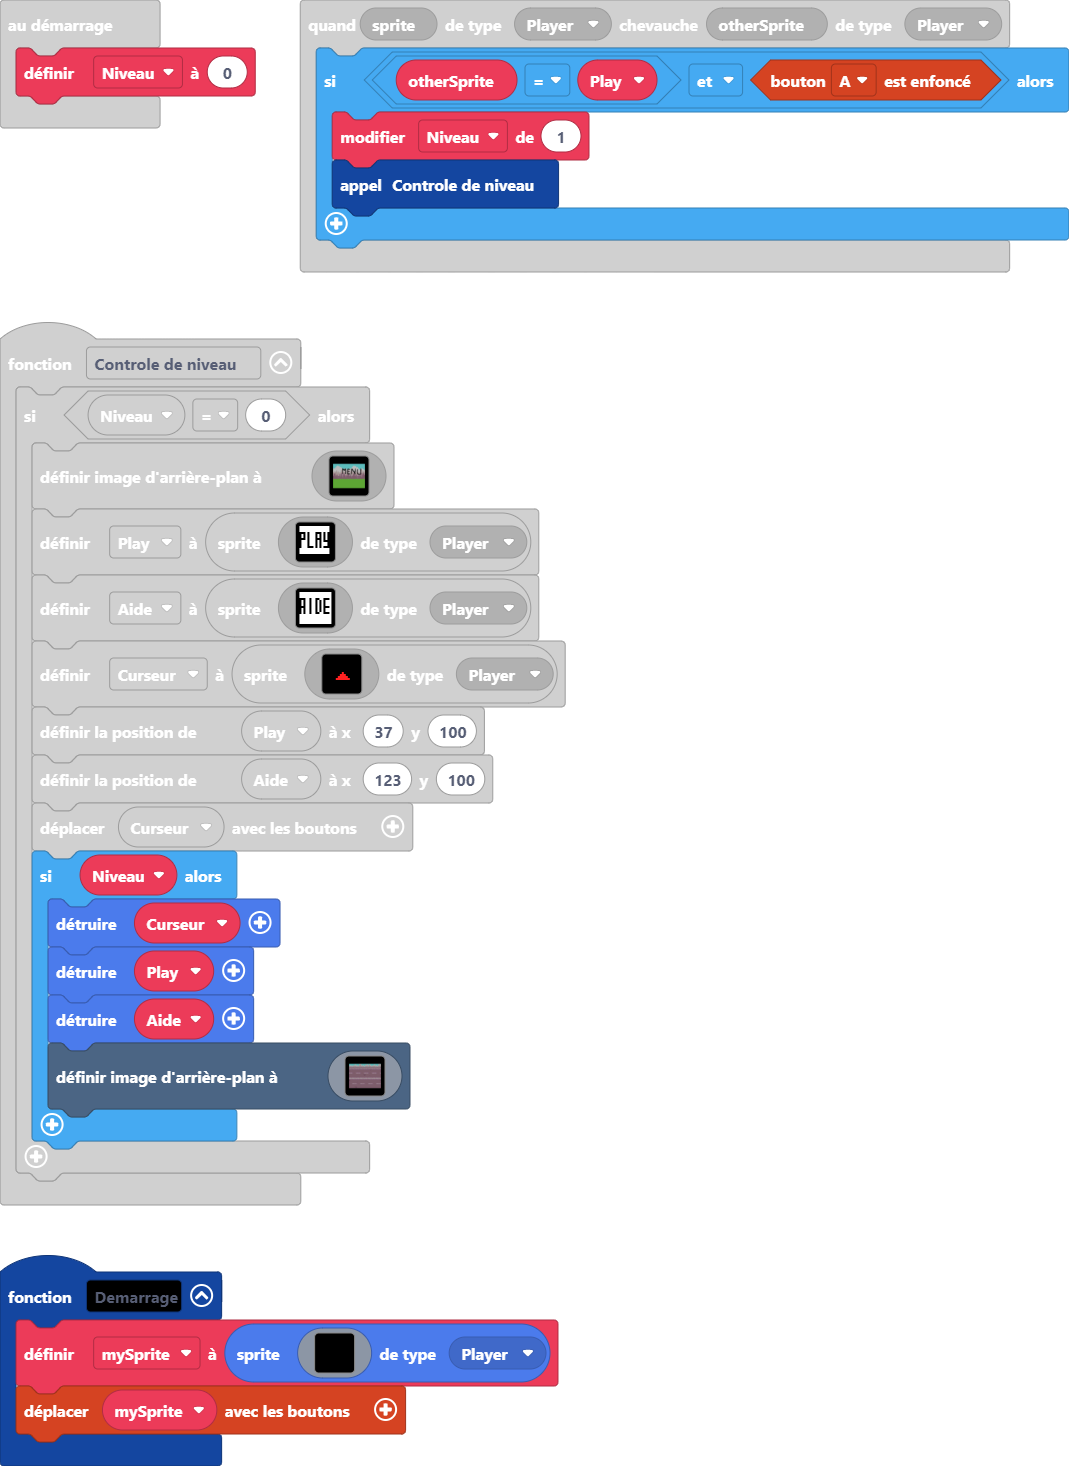 au démarrage
définir Niveau à 0
quand sprite de type Player chevauche otherSprite de type Player
si otherSprite = Play et bouton A est enfoncé alors
modifier Niveau de 1
appel Controle de niveau
fonction Controle de niveau
si Niveau = 0 alors
définir image d'arrière-plan à MENU
définir Play à sprite PLAY de type Player
définir Aide à sprite AIDE de type Player
définir Curseur à sprite de type Player
définir la position de Play à x 37 y 100
définir la position de Aide à x 123 y 100
déplacer Curseur avec les boutons
si Niveau alors
détruire Curseur
détruire Play
détruire Aide
définir image d'arrière-plan à
fonction Demarrage
définir mySprite à sprite de type Player
déplacer mySprite avec les boutons